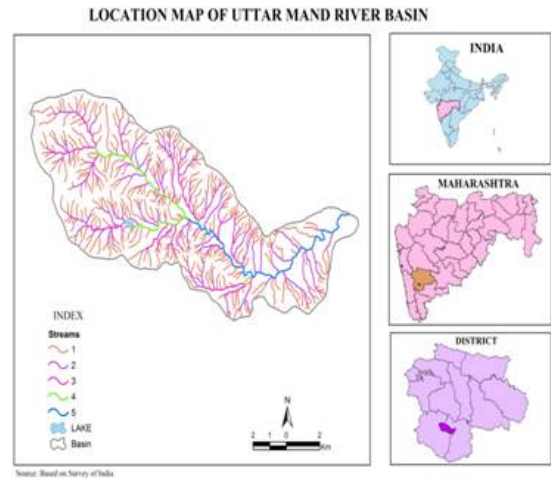 LOCATION MAP OF UTTAR MAND RIVER BASIN
INDIA
MAHARASHTRA
DISTRICT
INDEX
Streams
1
2
3
4
5
LAKE
Basin
N
2 1 0 2
Km
Source: Based on Survey of India